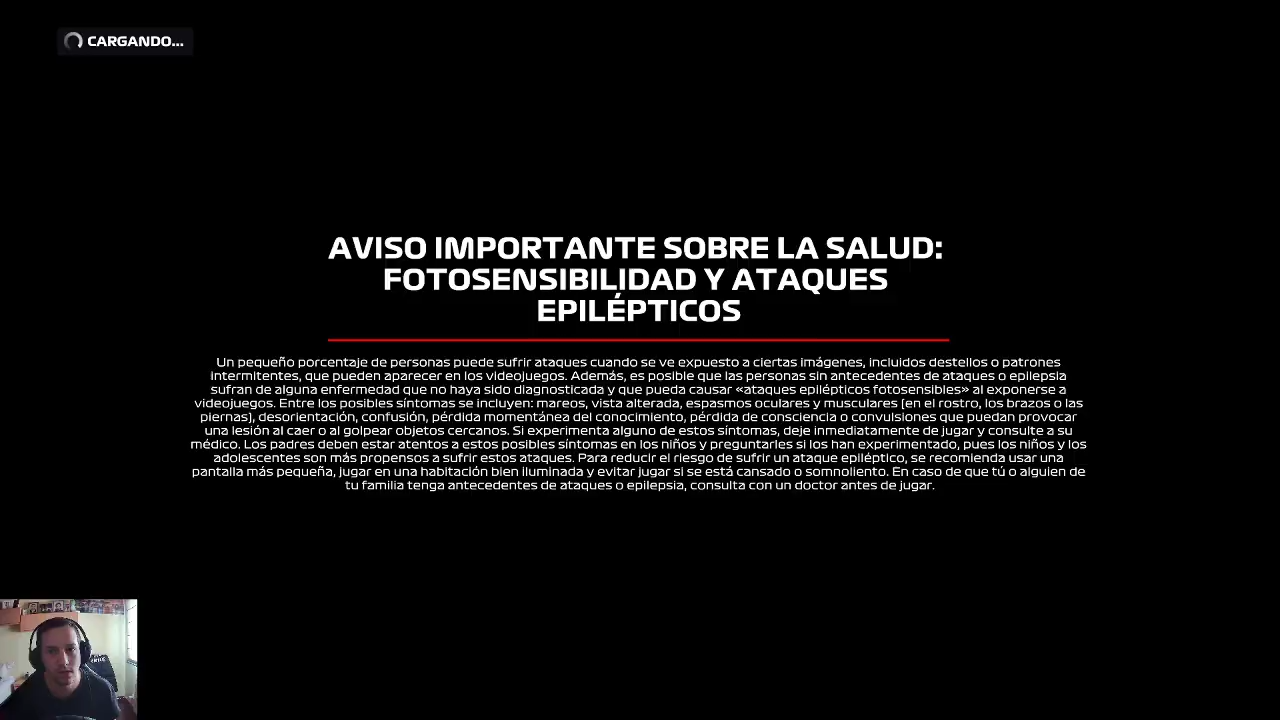 CARGANDO...
AVISO IMPORTANTE SOBRE LA SALUD:
FOTOSENSIBILIDAD Y ATAQUES
EPILÉPTICOS
Un pequeño porcentaje de personas puede sufrir ataques cuando se ve expuesto a ciertas imágenes, incluidos destellos o patrones
intermitentes, que pueden aparecer en los videojuegos. Además, es posible que las personas sin antecedentes de ataques o epilepsia
sufran de alguna enfermedad que no haya sido diagnosticada y que pueda causar «ataques epilépticos fotosensibles» al exponerse a
videojuegos. Entre los posibles síntomas se incluyen: mareos, vista alterada, espasmos oculares y musculares (en el rostro, los brazos o las
piernas), desorientación, confusión, pérdida momentánea del conocimiento, pérdida de consciencia o convulsiones que puedan provocar
una lesión al caer o al golpear objetos cercanos. Si experimenta alguno de estos síntomas, deje inmediatamente de jugar y consulte a su
médico. Los padres deben estar atentos a estos posibles síntomas en los niños y preguntarles si los han experimentado, pues los niños y los
adolescentes son más propensos a sufrir estos ataques. Para reducir el riesgo de sufrir un ataque epiléptico, se recomienda usar una
pantalla más pequeña, jugar en una habitación bien iluminada y evitar jugar si se está cansado o somnoliento. En caso de que tú o alguien de
tu familia tenga antecedentes de ataques o epilepsia, consulta con un doctor antes de jugar.